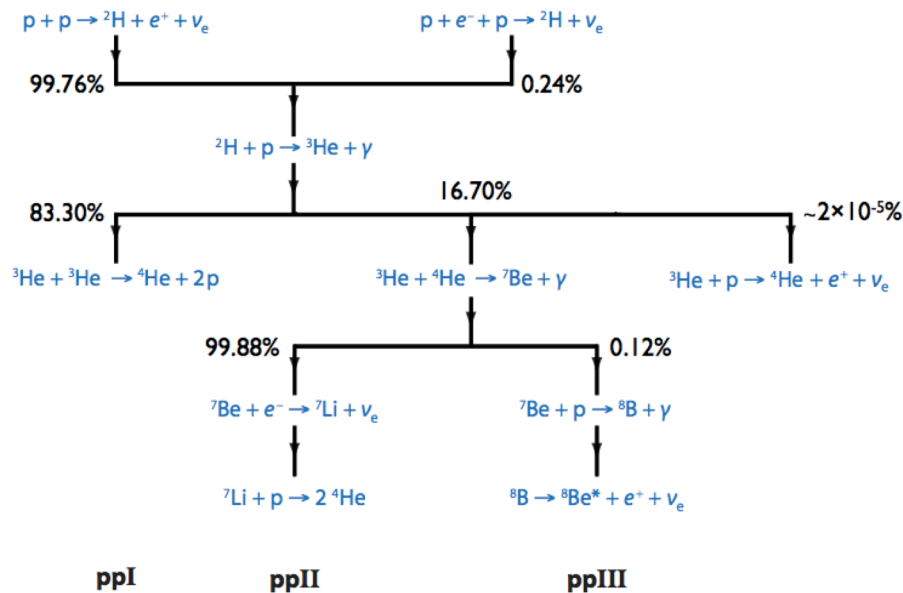 p + p → ²H + e⁺ + νₑ
p + e⁻ + p → ²H + νₑ
99.76%
0.24%
²H + p → ³He + γ
16.70%
83.30%
~2×10⁻⁵%
³He + ³He → ⁴He + 2p
³He + ⁴He → ⁷Be + γ
³He + p → ⁴He + e⁺ + νₑ
99.88%
0.12%
⁷Be + e⁻ → ⁷Li + νₑ
⁷Be + p → ⁸B + γ
⁷Li + p → 2 ⁴He
⁸B → ⁸Be* + e⁺ + νₑ
ppI
ppII
ppIII